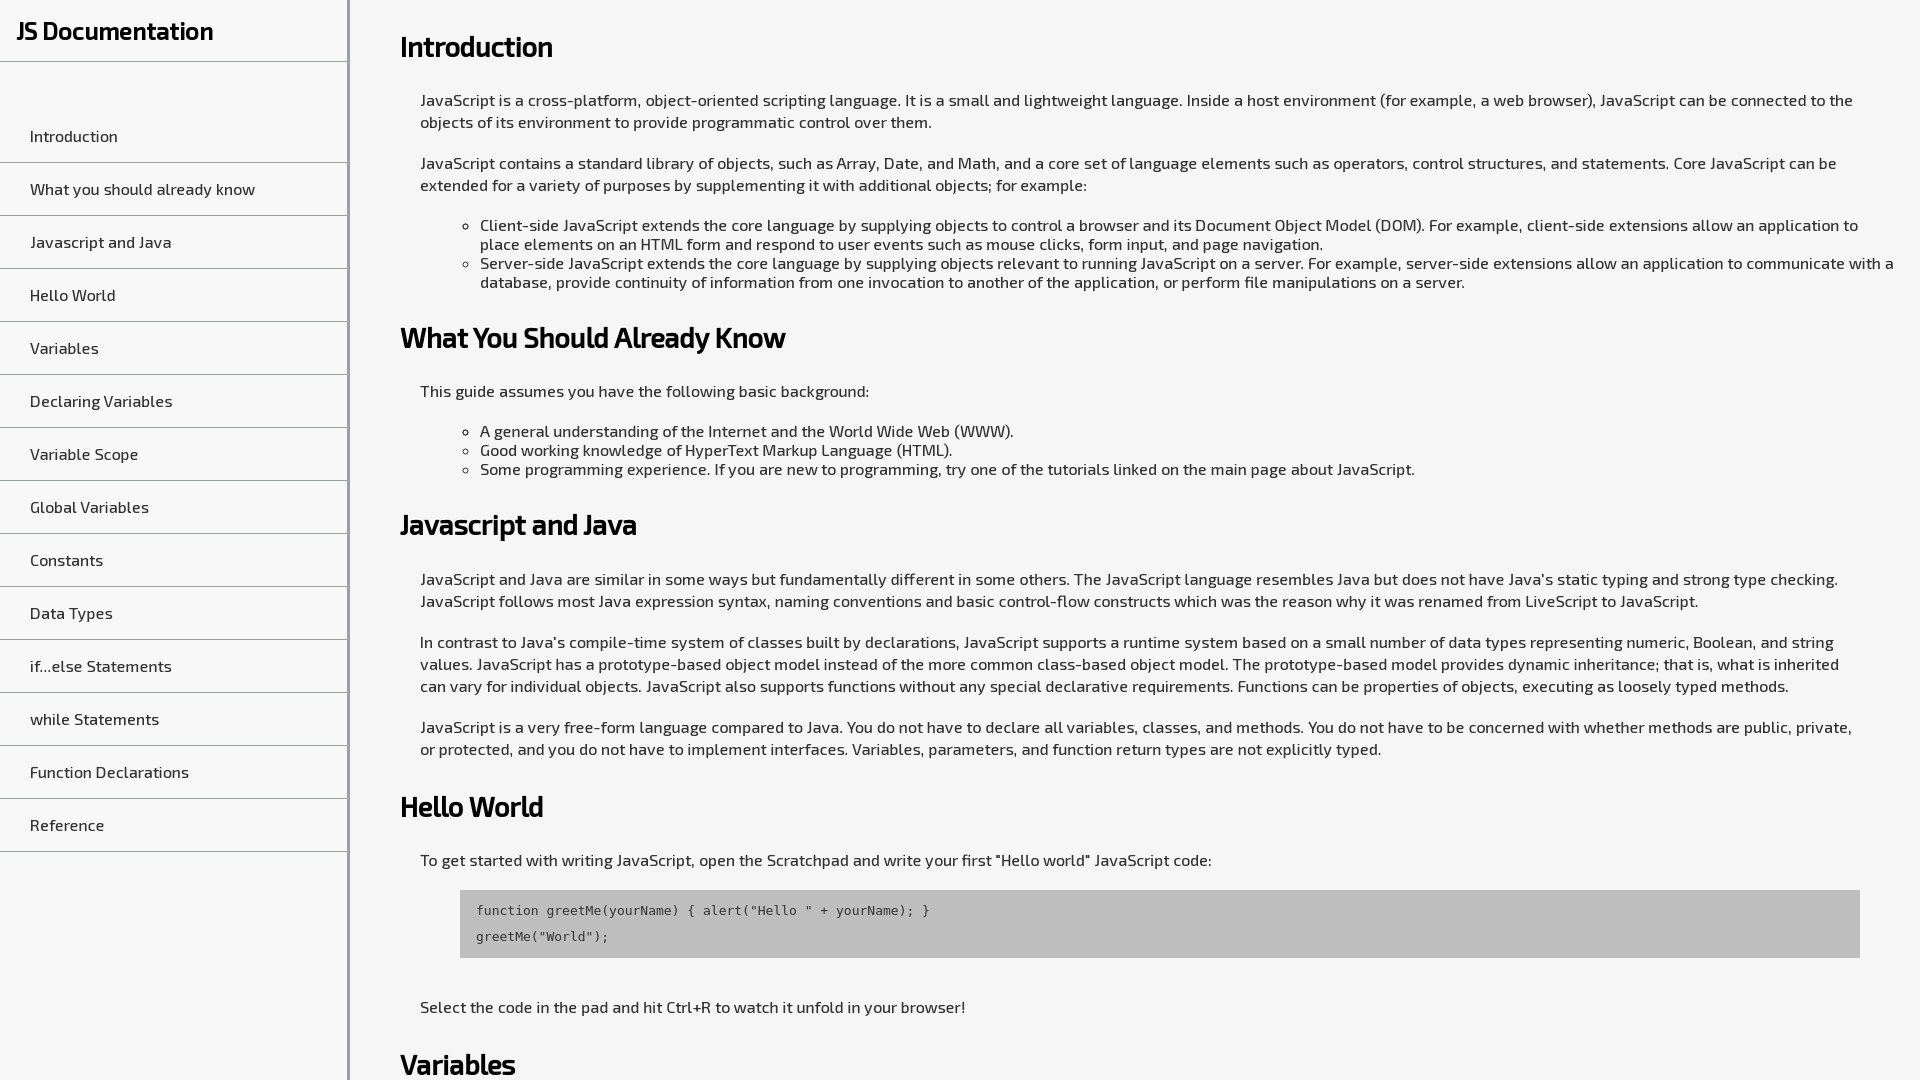 JS Documentation
Introduction
What you should already know
Javascript and Java
Hello World
Variables
Declaring Variables
Variable Scope
Global Variables
Constants
Data Types
if...else Statements
while Statements
Function Declarations
Reference
Introduction
JavaScript is a cross-platform, object-oriented scripting language. It is a small and lightweight language. Inside a host environment (for example, a web browser), JavaScript can be connected to the
objects of its environment to provide programmatic control over them.
JavaScript contains a standard library of objects, such as Array, Date, and Math, and a core set of language elements such as operators, control structures, and statements. Core JavaScript can be
extended for a variety of purposes by supplementing it with additional objects; for example:
Client-side JavaScript extends the core language by supplying objects to control a browser and its Document Object Model (DOM). For example, client-side extensions allow an application to
place elements on an HTML form and respond to user events such as mouse clicks, form input, and page navigation.
Server-side JavaScript extends the core language by supplying objects relevant to running JavaScript on a server. For example, server-side extensions allow an application to communicate with a
database, provide continuity of information from one invocation to another of the application, or perform file manipulations on a server.
What You Should Already Know
This guide assumes you have the following basic background:
A general understanding of the Internet and the World Wide Web (WWW).
Good working knowledge of HyperText Markup Language (HTML).
Some programming experience. If you are new to programming, try one of the tutorials linked on the main page about JavaScript.
Javascript and Java
JavaScript and Java are similar in some ways but fundamentally different in some others. The JavaScript language resembles Java but does not have Java's static typing and strong type checking.
JavaScript follows most Java expression syntax, naming conventions and basic control-flow constructs which was the reason why it was renamed from LiveScript to JavaScript.
In contrast to Java's compile-time system of classes built by declarations, JavaScript supports a runtime system based on a small number of data types representing numeric, Boolean, and string
values. JavaScript has a prototype-based object model instead of the more common class-based object model. The prototype-based model provides dynamic inheritance; that is, what is inherited
can vary for individual objects. JavaScript also supports functions without any special declarative requirements. Functions can be properties of objects, executing as loosely typed methods.
JavaScript is a very free-form language compared to Java. You do not have to declare all variables, classes, and methods. You do not have to be concerned with whether methods are public, private,
or protected, and you do not have to implement interfaces. Variables, parameters, and function return types are not explicitly typed.
Hello World
To get started with writing JavaScript, open the Scratchpad and write your first "Hello world" JavaScript code:
function greetMe(yourName) { alert("Hello " + yourName); }
greetMe("World");
Select the code in the pad and hit Ctrl+R to watch it unfold in your browser!
Variables